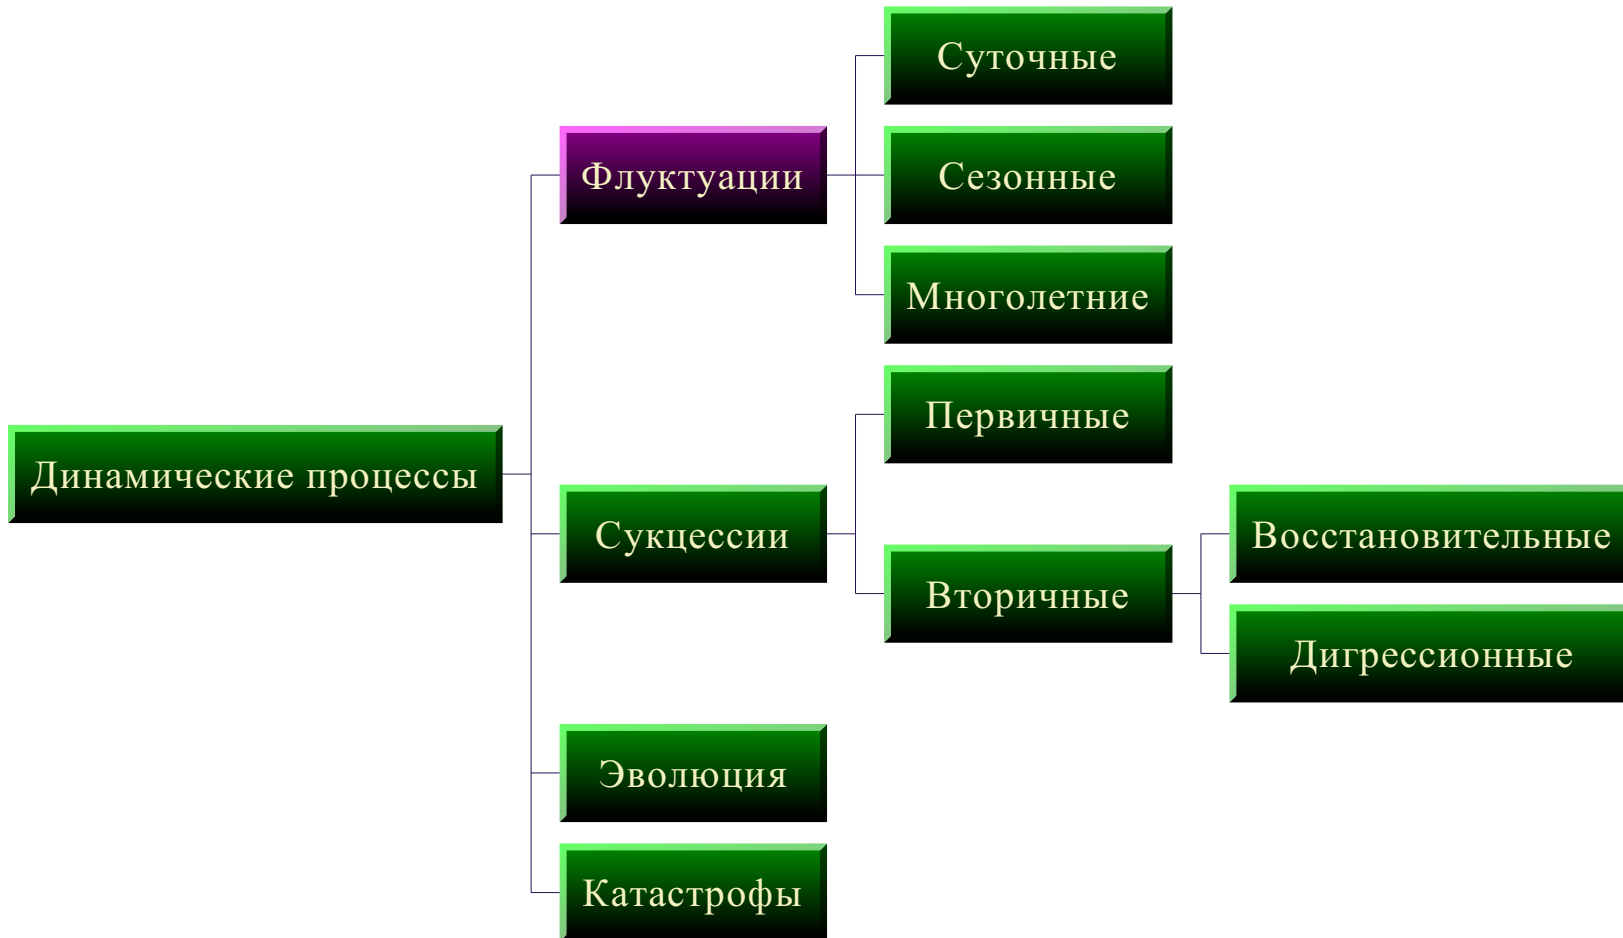 Суточные
Флуктуации
Сезонные
Многолетние
Первичные
Динамические процессы
Сукцессии
Восстановительные
Вторичные
Дигрессионные
Эволюция
Катастрофы